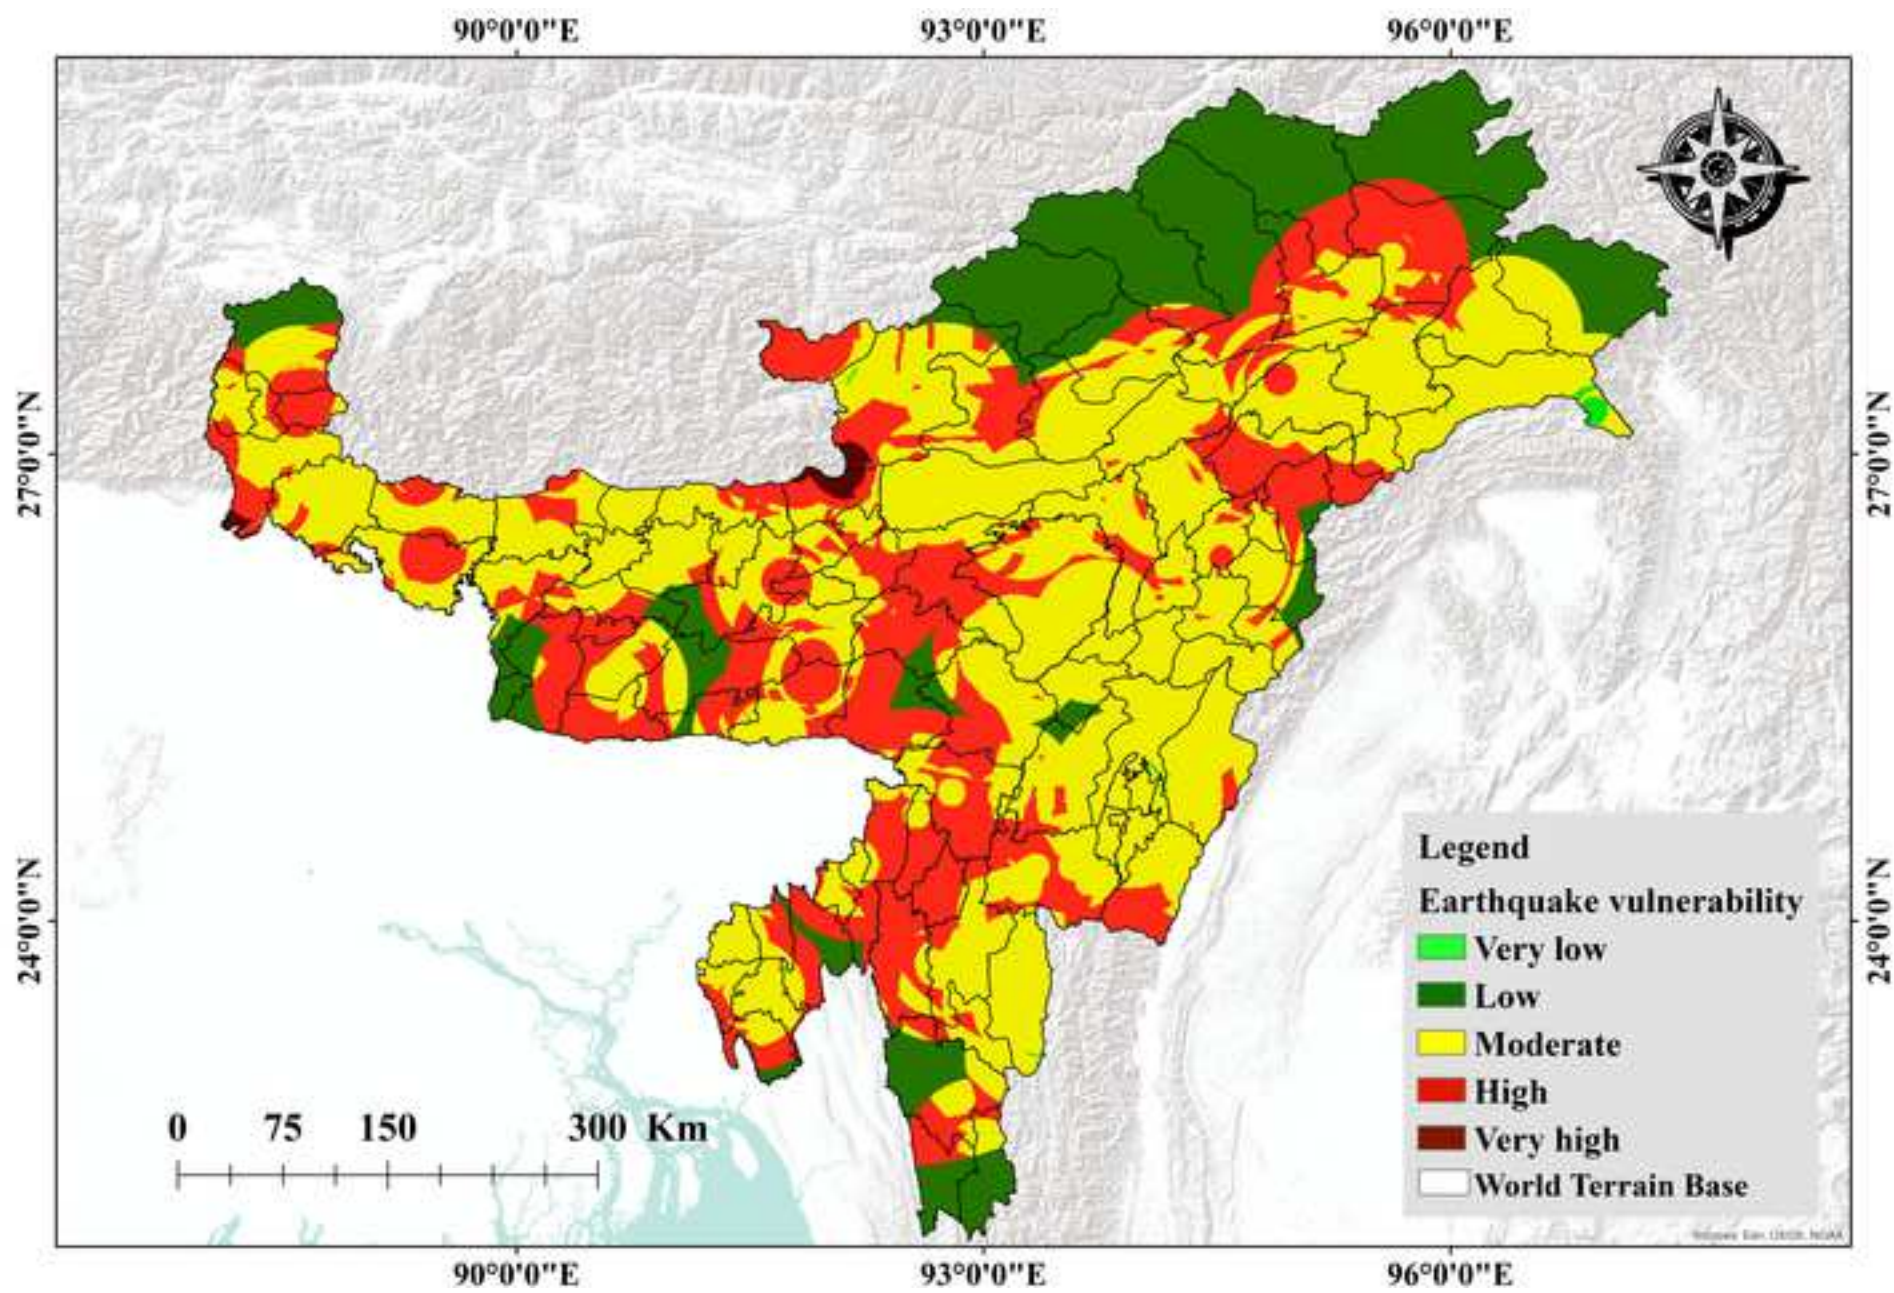 90°0'0"E 93°0'0"E 96°0'0"E
27°0'0"N
27°0'0"N
24°0'0"N
24°0'0"N
Legend
Earthquake vulnerability
Very low
Low
Moderate
High
Very high
World Terrain Base
0 75 150 300 Km
90°0'0"E 93°0'0"E 96°0'0"E